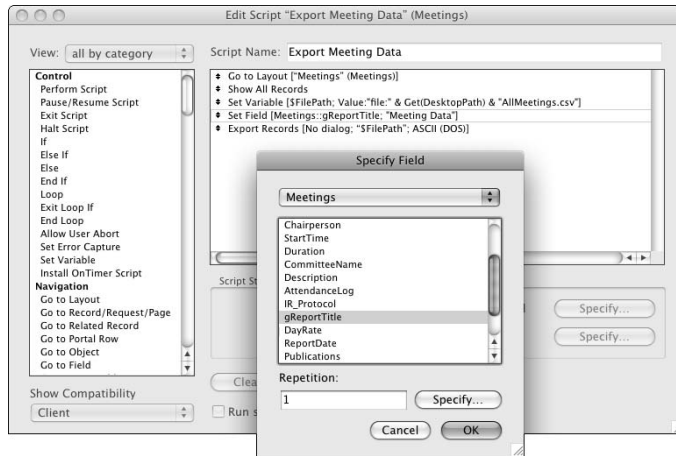 Edit Script “Export Meeting Data” (Meetings)
View: all by category
Script Name: Export Meeting Data
Control
Perform Script
Pause/Resume Script
Exit Script
Halt Script
If
Else If
Else
End If
Loop
Exit Loop If
End Loop
Allow User Abort
Set Error Capture
Set Variable
Install OnTimer Script
Navigation
Go to Layout
Go to Record/Request/Page
Go to Related Record
Go to Portal Row
Go to Object
Go to Field
Show Compatibility
Client
Go to Layout [“Meetings” (Meetings)]
Show All Records
Set Variable [$FilePath; Value:"file:" & Get(DesktopPath) & "AllMeetings.csv"]
Set Field [Meetings::gReportTitle; "Meeting Data"]
Export Records [No dialog; “$FilePath”; ASCII (DOS)]
Script St
Specify...
Specify...
Clea
Run s
Specify Field
Meetings
Chairperson
StartTime
Duration
CommitteeName
Description
AttendanceLog
IR_Protocol
gReportTitle
DayRate
ReportDate
Publications
Repetition:
1
Specify...
Cancel
OK